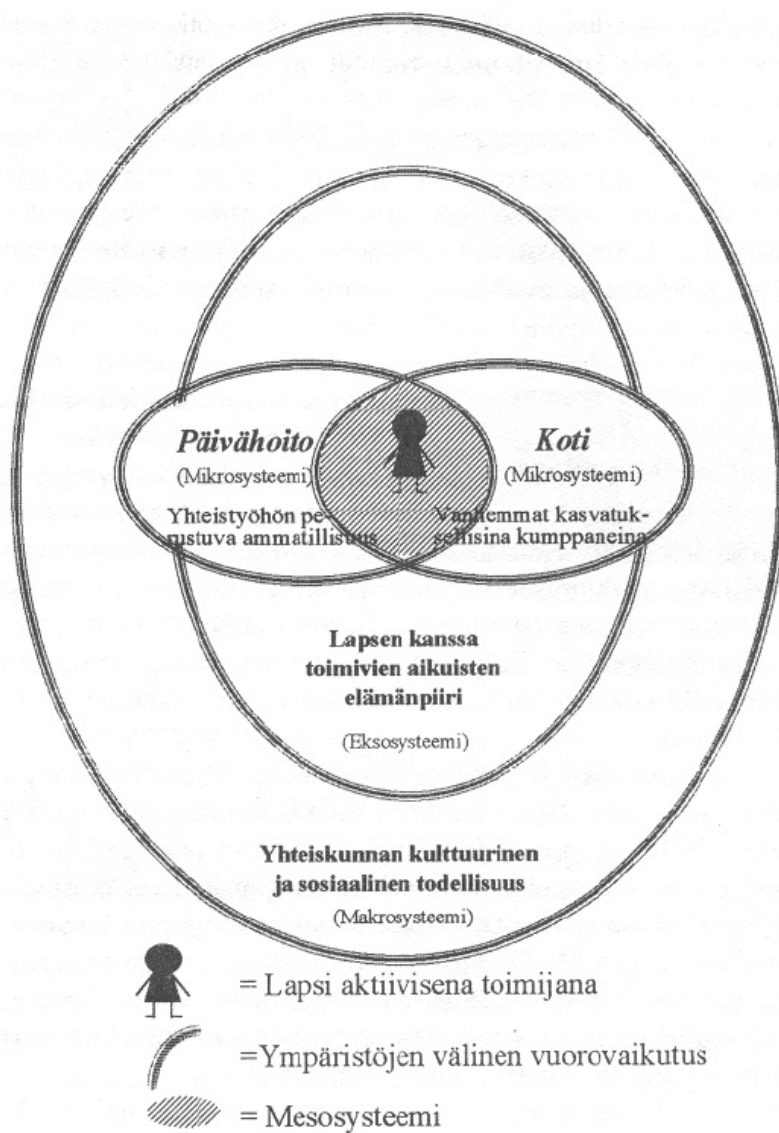 Päivähoito
(Mikrosysteemi)
Yhteistyöhön pe-
rustuva ammatillisuus
Koti
(Mikrosysteemi)
Vanhemmat kasvatuk-
sellisina kumppaneina
Lapsen kanssa
toimivien aikuisten
elämänpiiri
(Eksosysteemi)
Yhteiskunnan kulttuurinen
ja sosiaalinen todellisuus
(Makrosysteemi)
= Lapsi aktiivisena toimijana
=Ympäristöjen välinen vuorovaikutus
= Mesosysteemi